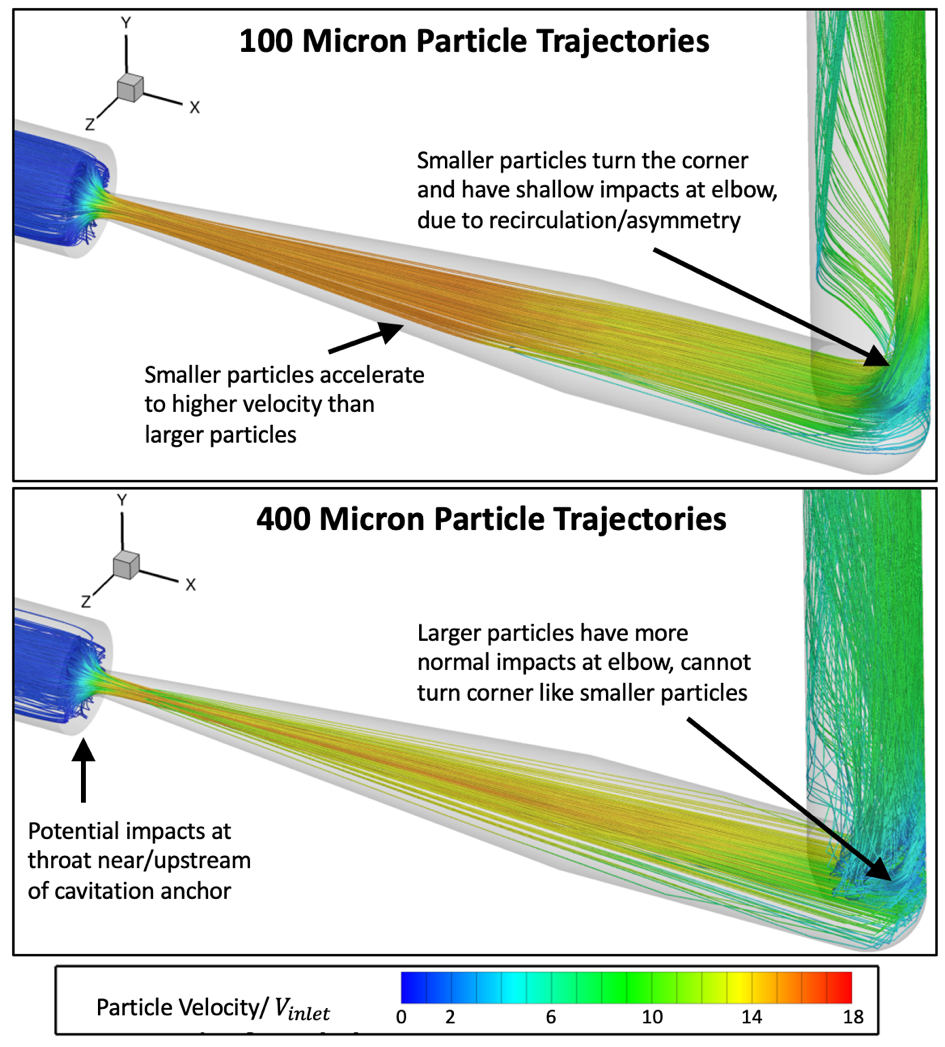 100 Micron Particle Trajectories
Y
X
Z
Smaller particles turn the corner
and have shallow impacts at elbow,
due to recirculation/asymmetry
Smaller particles accelerate
to higher velocity than
larger particles
400 Micron Particle Trajectories
Y
X
Z
Larger particles have more
normal impacts at elbow, cannot
turn corner like smaller particles
Potential impacts at
throat near/upstream
of cavitation anchor
Particle Velocity/ V_inlet
0 2 6 10 14 18